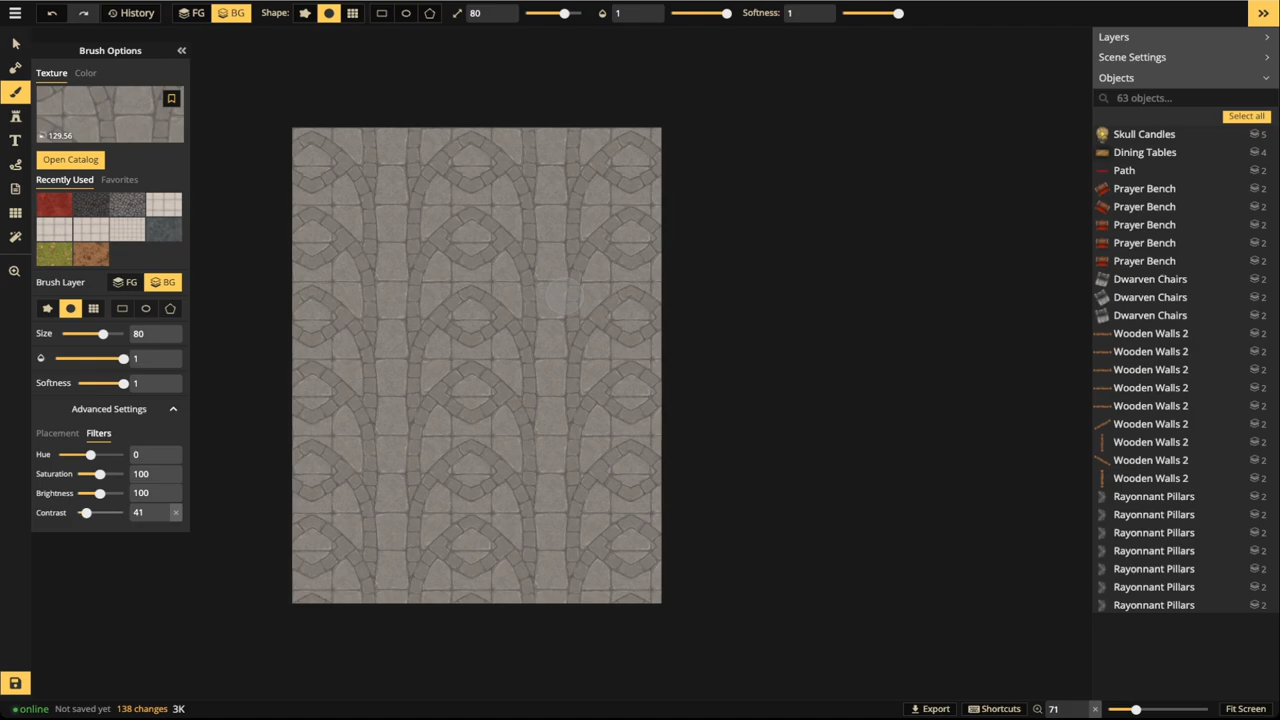 History FG BG Shape: 80 1 Softness: 1
Brush Options
Texture Color
129.56
Open Catalog
Recently Used Favorites
Brush Layer FG BG
Size 80
1
Softness 1
Advanced Settings
Placement Filters
Hue 0
Saturation 100
Brightness 100
Contrast 41
Layers
Scene Settings
Objects
63 objects...
Select all
Skull Candles 5
Dining Tables 4
Path 2
Prayer Bench 2
Prayer Bench 2
Prayer Bench 2
Prayer Bench 2
Prayer Bench 2
Dwarven Chairs 2
Dwarven Chairs 2
Dwarven Chairs 2
Wooden Walls 2 2
Wooden Walls 2 2
Wooden Walls 2 2
Wooden Walls 2 2
Wooden Walls 2 2
Wooden Walls 2 2
Wooden Walls 2 2
Wooden Walls 2 2
Wooden Walls 2 2
Rayonnant Pillars 2
Rayonnant Pillars 2
Rayonnant Pillars 2
Rayonnant Pillars 2
Rayonnant Pillars 2
Rayonnant Pillars 2
Rayonnant Pillars 2
online Not saved yet 138 changes 3K Export Shortcuts 71 Fit Screen